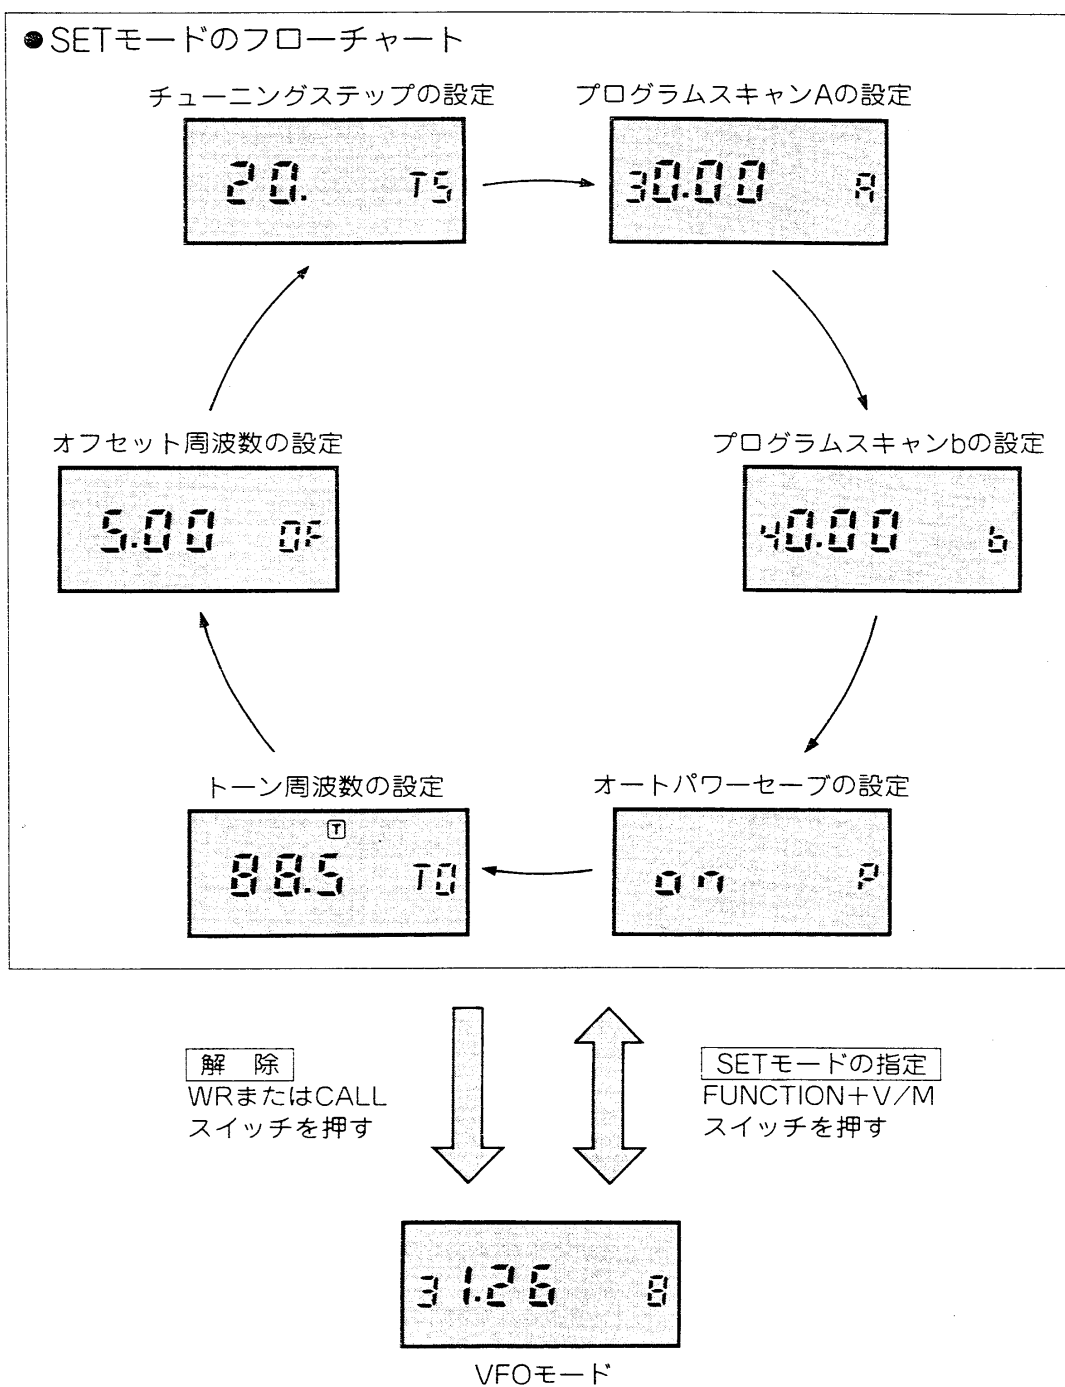 ●SETモードのフローチャート
チューニングステップの設定
20. TS
プログラムスキャンAの設定
30.00 A
プログラムスキャンbの設定
40.00 b
オートパワーセーブの設定
on P
トーン周波数の設定
T
88.5 TO
オフセット周波数の設定
5.00 OF
解 除
WRまたはCALL
スイッチを押す
SETモードの指定
FUNCTION+V/M
スイッチを押す
31.26 8
VFOモード